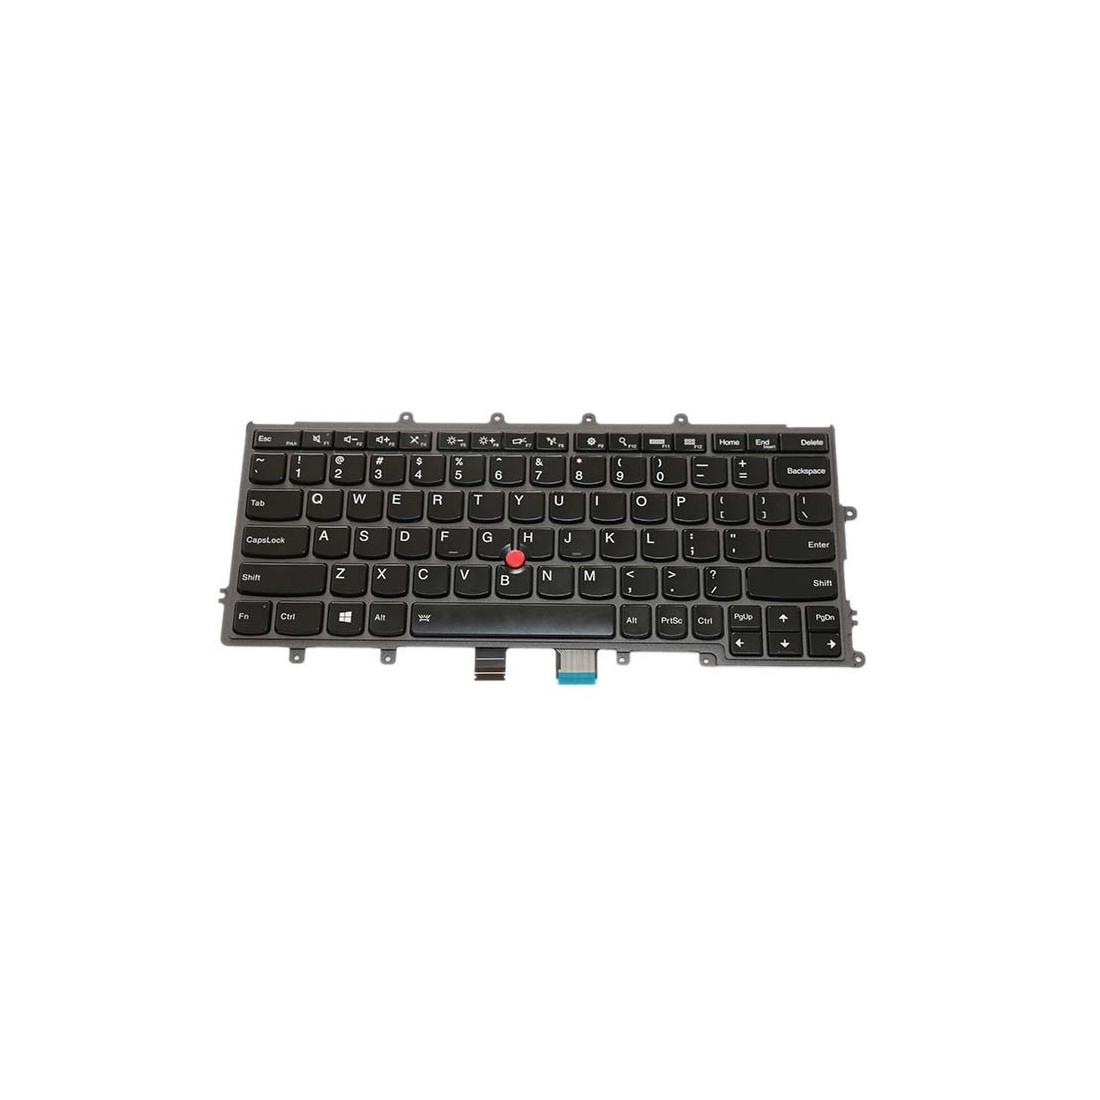 Esc FnLk F1 F2 F3 F4 F5 F6 F7 F8 F9 F10 F11 F12 Home End Insert Delete
~ ! @ # $ % ^ & * ( ) — +
` 1 2 3 4 5 6 7 8 9 0 - = Backspace
Tab Q W E R T Y U I O P { } |
[ ] \
CapsLock A S D F G H J K L : " Enter
; '
Shift Z X C V B N M < > ? Shift
, . /
Fn Ctrl Alt Alt PrtSc Ctrl PgUp ↑ PgDn
← ↓ →